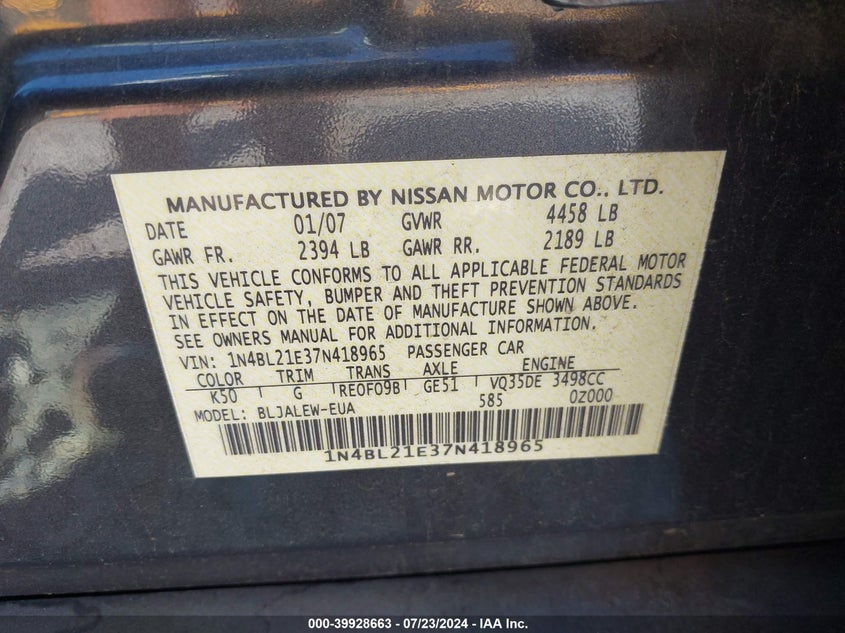 MANUFACTURED BY NISSAN MOTOR CO., LTD.
DATE 01/07 GVWR 4458 LB
GAWR FR. 2394 LB GAWR RR. 2189 LB
THIS VEHICLE CONFORMS TO ALL APPLICABLE FEDERAL MOTOR
VEHICLE SAFETY, BUMPER AND THEFT PREVENTION STANDARDS
IN EFFECT ON THE DATE OF MANUFACTURE SHOWN ABOVE.
SEE OWNERS MANUAL FOR ADDITIONAL INFORMATION.
VIN: 1N4BL21E37N418965 PASSENGER CAR
COLOR TRIM TRANS AXLE ENGINE
K50 G RE0F09B GE51 VQ35DE 3498CC
MODEL: BLJALEW-EUA 585 0Z000
1N4BL21E37N418965
000-39928663 / 07/23/2024 - IAA Inc.